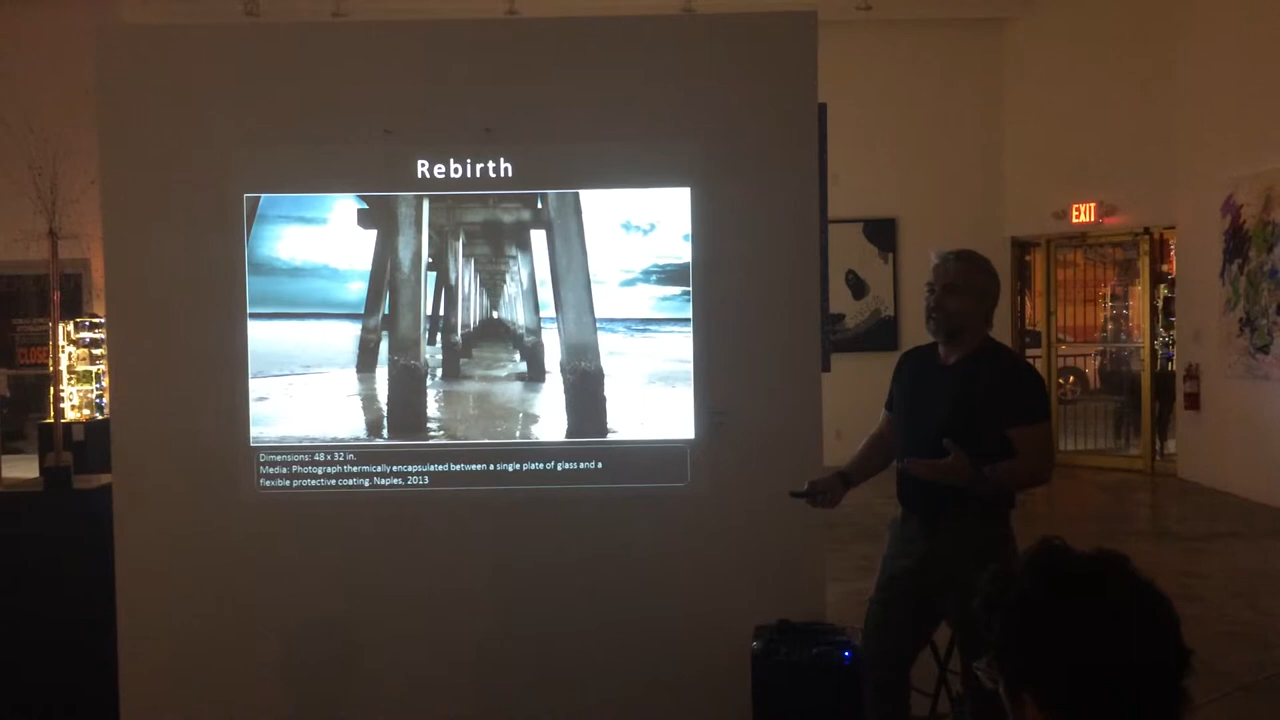 Rebirth
Dimensions: 48 x 32 in.
Media: Photograph thermically encapsulated between a single plate of glass and a
flexible protective coating. Naples, 2013
EXIT
CLOSE